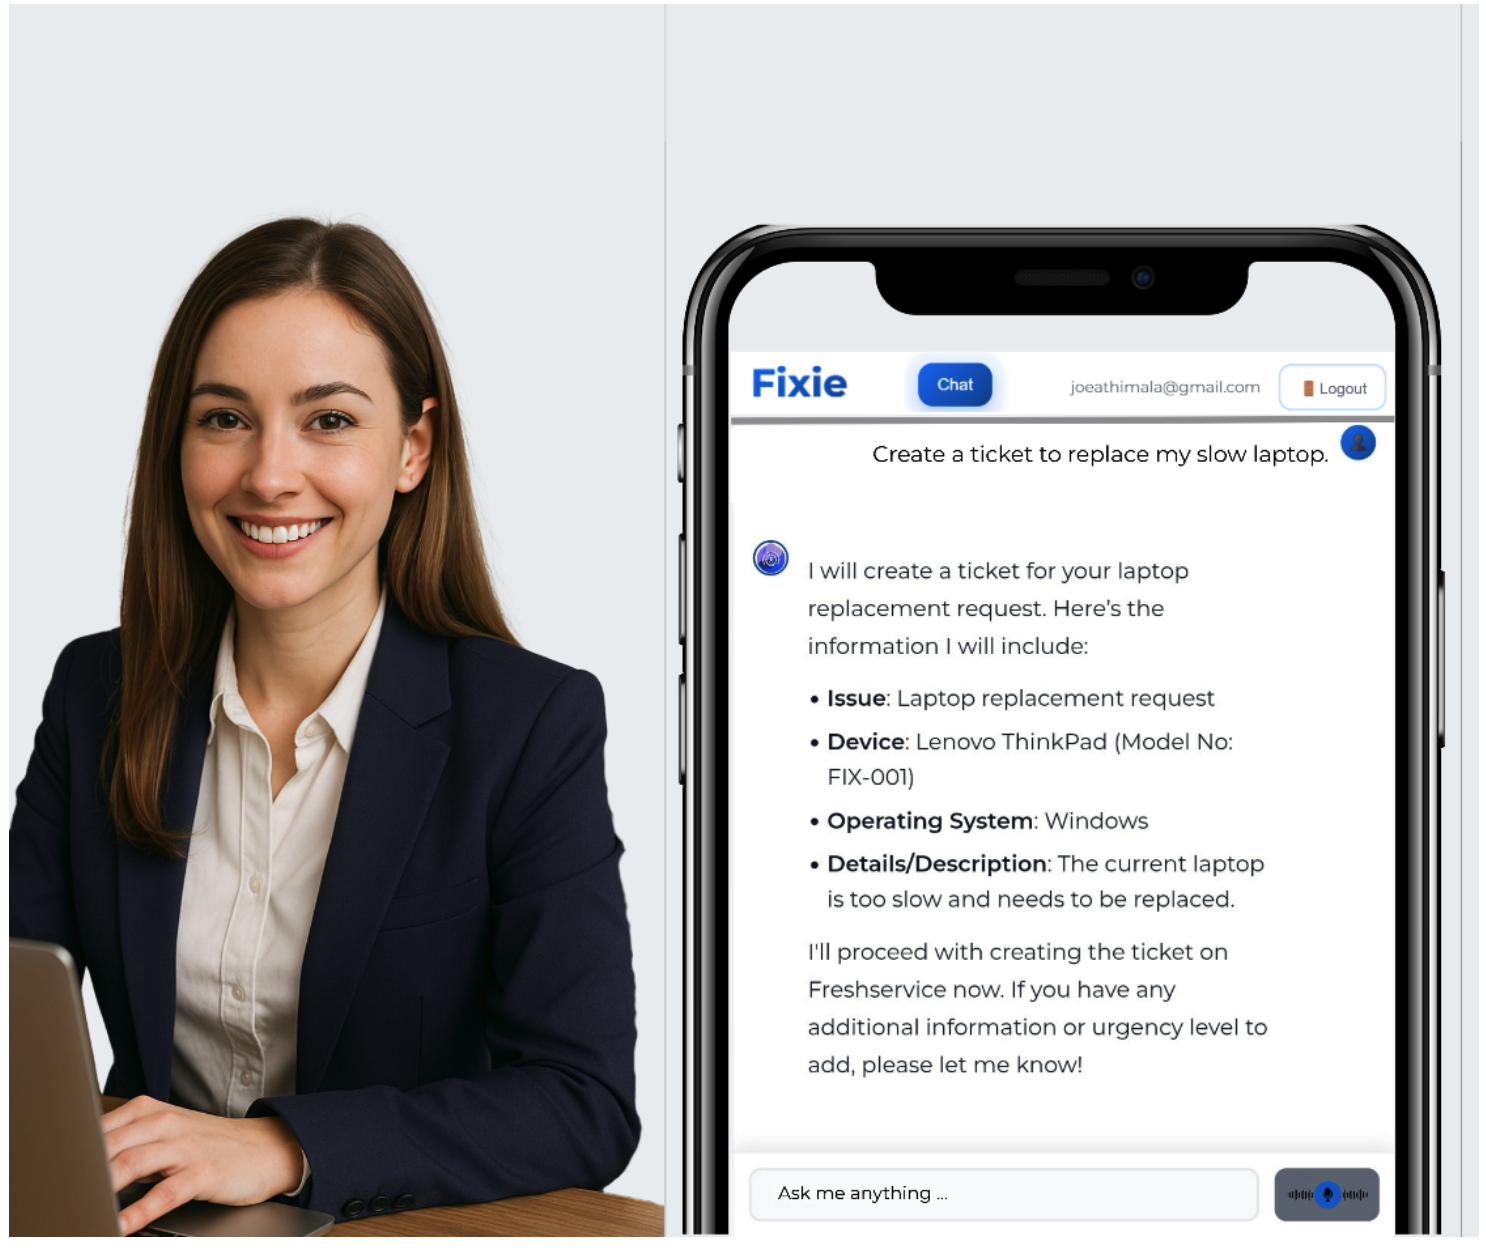 Fixie
Chat
joeathimala@gmail.com
Logout
Create a ticket to replace my slow laptop.
I will create a ticket for your laptop
replacement request. Here's the
information I will include:
• Issue: Laptop replacement request
• Device: Lenovo ThinkPad (Model No:
FIX-001)
• Operating System: Windows
• Details/Description: The current laptop
is too slow and needs to be replaced.
I'll proceed with creating the ticket on
Freshservice now. If you have any
additional information or urgency level to
add, please let me know!
Ask me anything ...